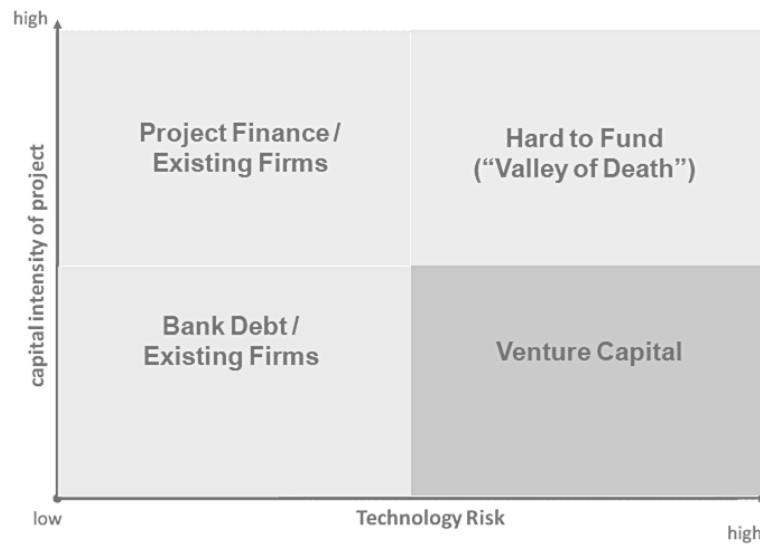 high
Project Finance /
Existing Firms
Hard to Fund
(“Valley of Death”)
capital intensity of project
Bank Debt /
Existing Firms
Venture Capital
low
Technology Risk
high